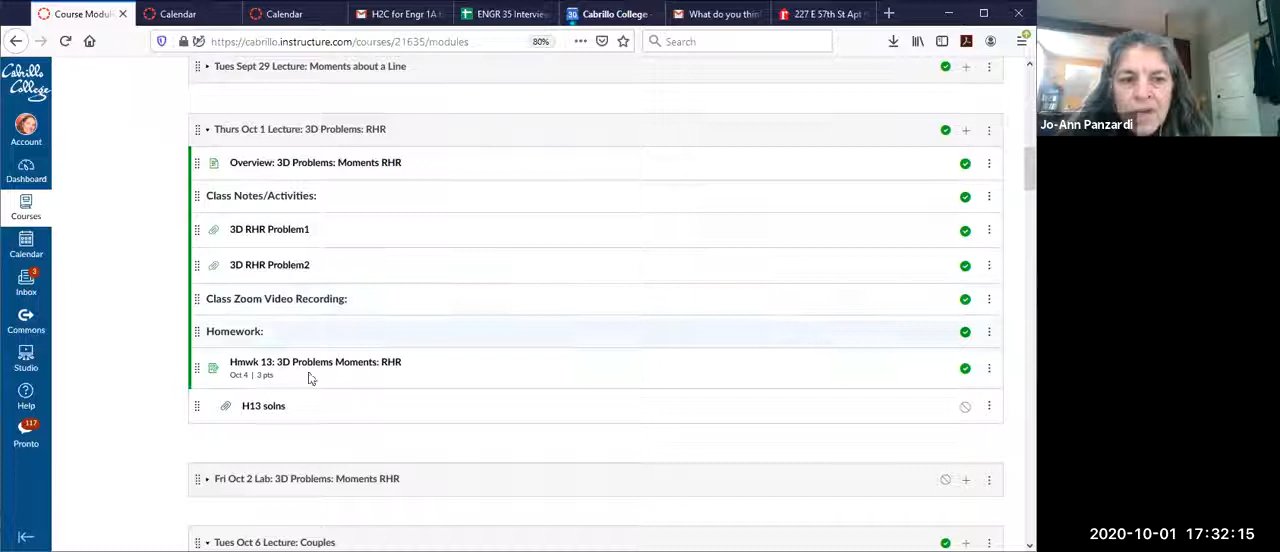 Course Modul
Calendar
Calendar
H2C for Engr 1A t
ENGR 35 Interview
30
Cabrillo College -
What do you thin
227 E 57th St Apt
https://cabrillo.instructure.com/courses/21635/modules
80%
Search
Cabrillo
College
Account
Dashboard
Courses
Calendar
3
Inbox
Commons
Studio
Help
117
Pronto
Tues Sept 29 Lecture: Moments about a Line
Thurs Oct 1 Lecture: 3D Problems: RHR
Overview: 3D Problems: Moments RHR
Class Notes/Activities:
3D RHR Problem1
3D RHR Problem2
Class Zoom Video Recording:
Homework:
Hmwk 13: 3D Problems Moments: RHR
Oct 4 | 3 pts
H13 solns
Fri Oct 2 Lab: 3D Problems: Moments RHR
Tues Oct 6 Lecture: Couples
Jo-Ann Panzardi
2020-10-01 17:32:15